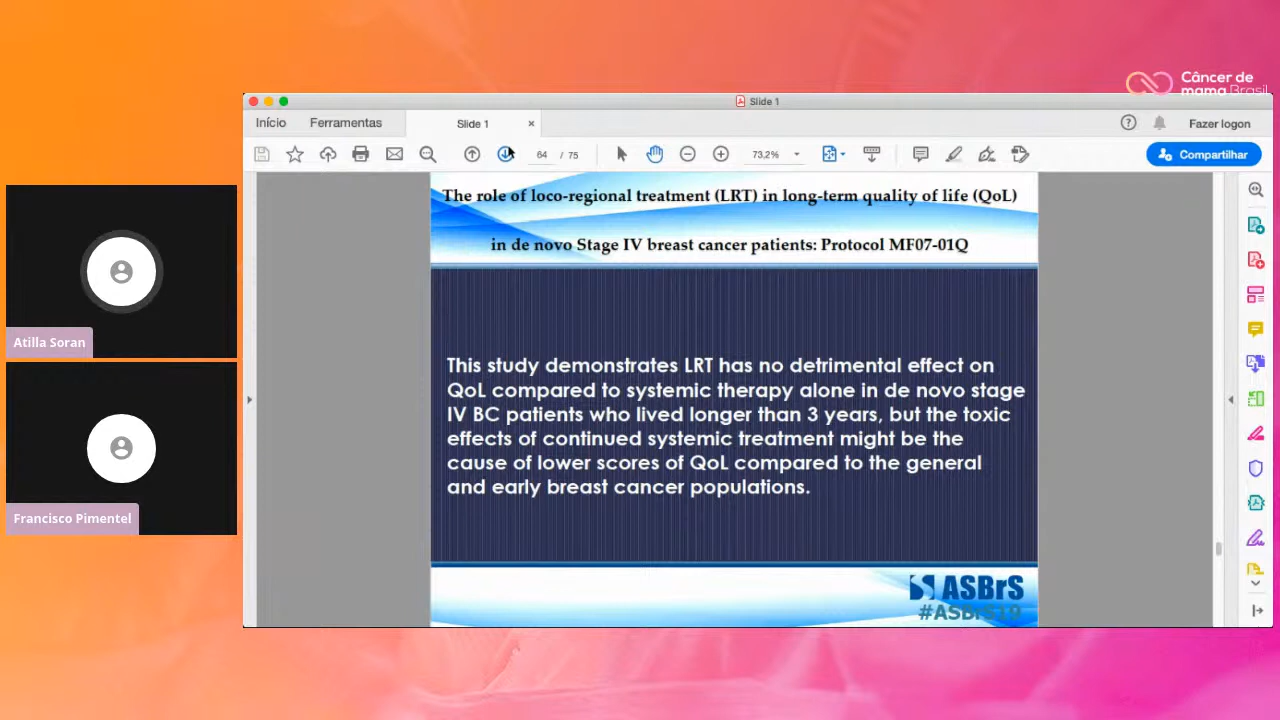 Câncer de
mama Brasil
Slide 1
Início
Ferramentas
Slide 1
×
Fazer logon
64
/ 75
73,2%
Compartilhar
The role of loco-regional treatment (LRT) in long-term quality of life (QoL)
in de novo Stage IV breast cancer patients: Protocol MF07-01Q
This study demonstrates LRT has no detrimental effect on
QoL compared to systemic therapy alone in de novo stage
IV BC patients who lived longer than 3 years, but the toxic
effects of continued systemic treatment might be the
cause of lower scores of QoL compared to the general
and early breast cancer populations.
ASBrS
#ASBrS19
Atilla Soran
Francisco Pimentel